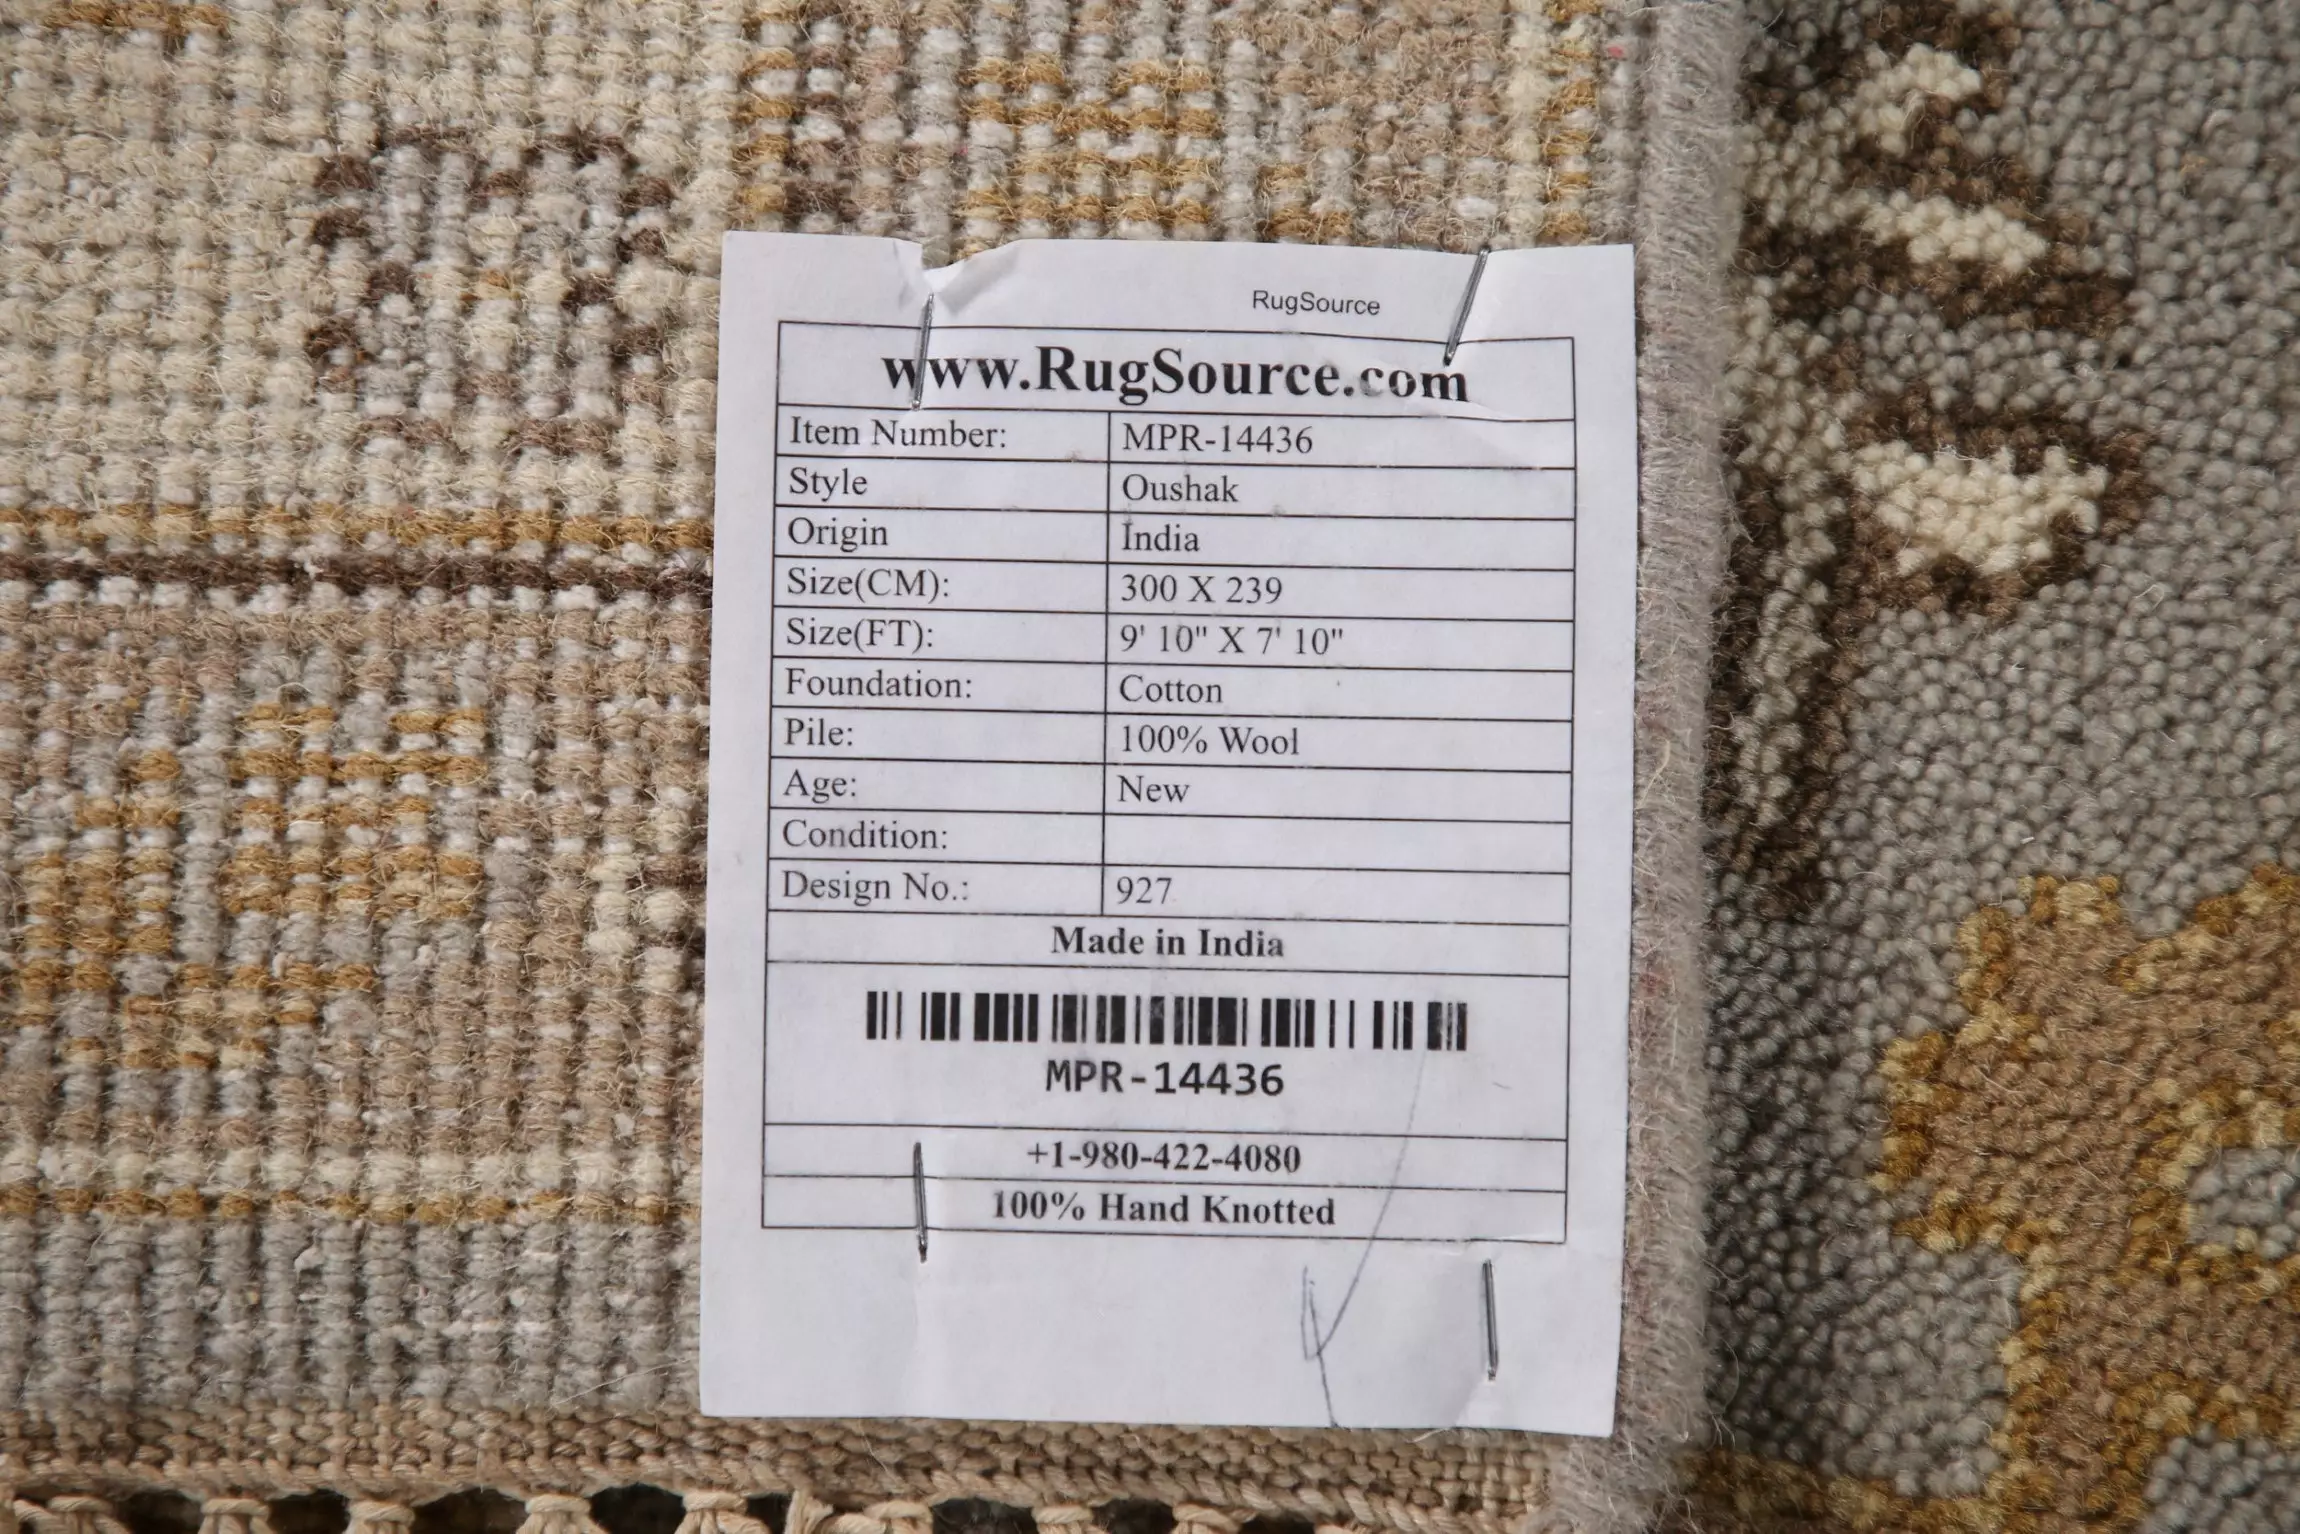 RugSource
www.RugSource.com
Item Number: MPR-14436
Style Oushak
Origin India
Size(CM): 300 X 239
Size(FT): 9' 10" X 7' 10"
Foundation: Cotton
Pile: 100% Wool
Age: New
Condition:
Design No.: 927
Made in India
MPR-14436
+1-980-422-4080
100% Hand Knotted